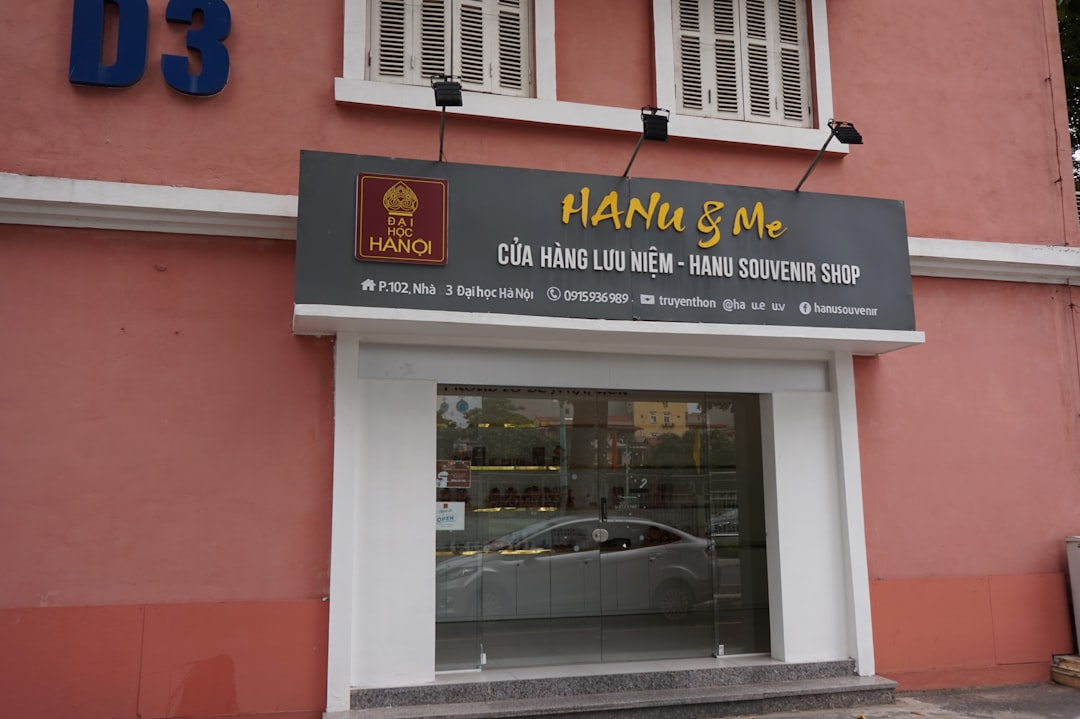 D3
ĐẠI
HỌC
HÀNỘI
HANU & Me
CỬA HÀNG LƯU NIỆM - HANU SOUVENIR SHOP
P.102, Nhà 3 Đại học Hà Nội 0915936989 truyenthon @ha u.e u.v hanusouvenir
OPEN